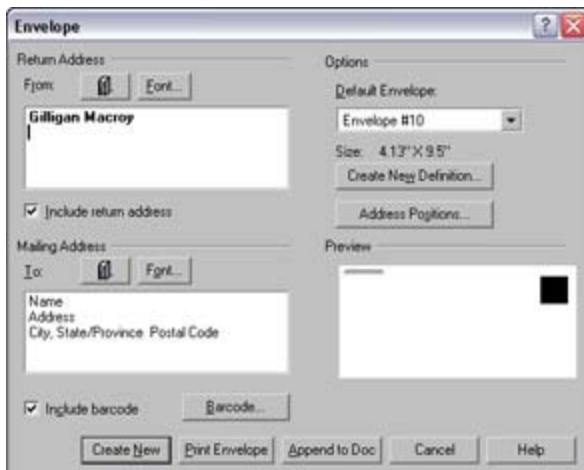 Envelope
Return Address
From:
Font...
Gilligan Macroy
Include return address
Mailing Address
To:
Font...
Name
Address
City, State/Province Postal Code
Include barcode
Barcode...
Options
Default Envelope:
Envelope #10
Size: 4.13" X 9.5"
Create New Definition...
Address Positions...
Preview
Create New
Print Envelope
Append to Doc
Cancel
Help